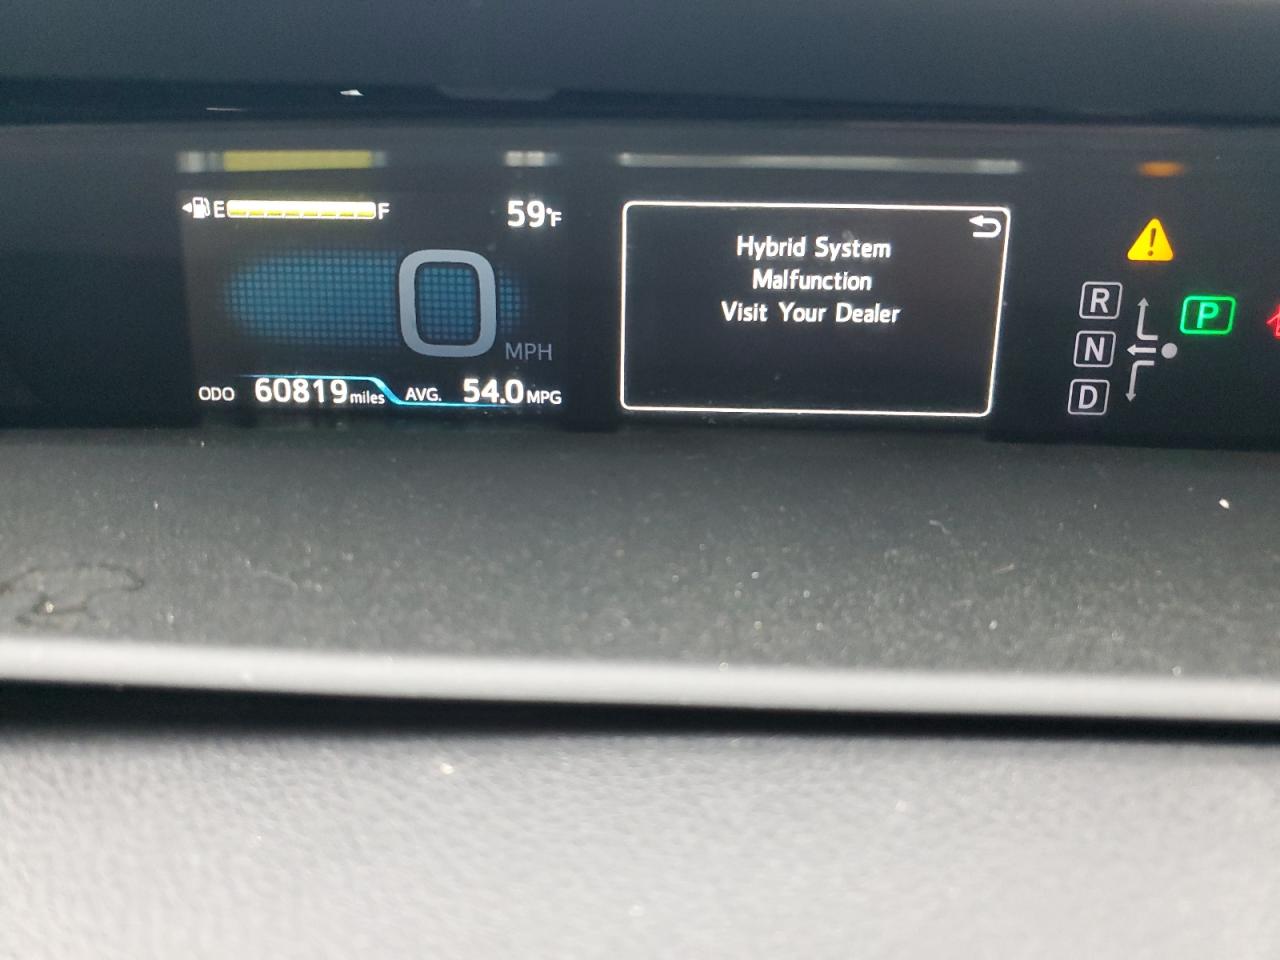 E F 59°F
0 MPH
ODO 60819 miles AVG. 54.0 MPG
Hybrid System
Malfunction
Visit Your Dealer
R
P
N
D